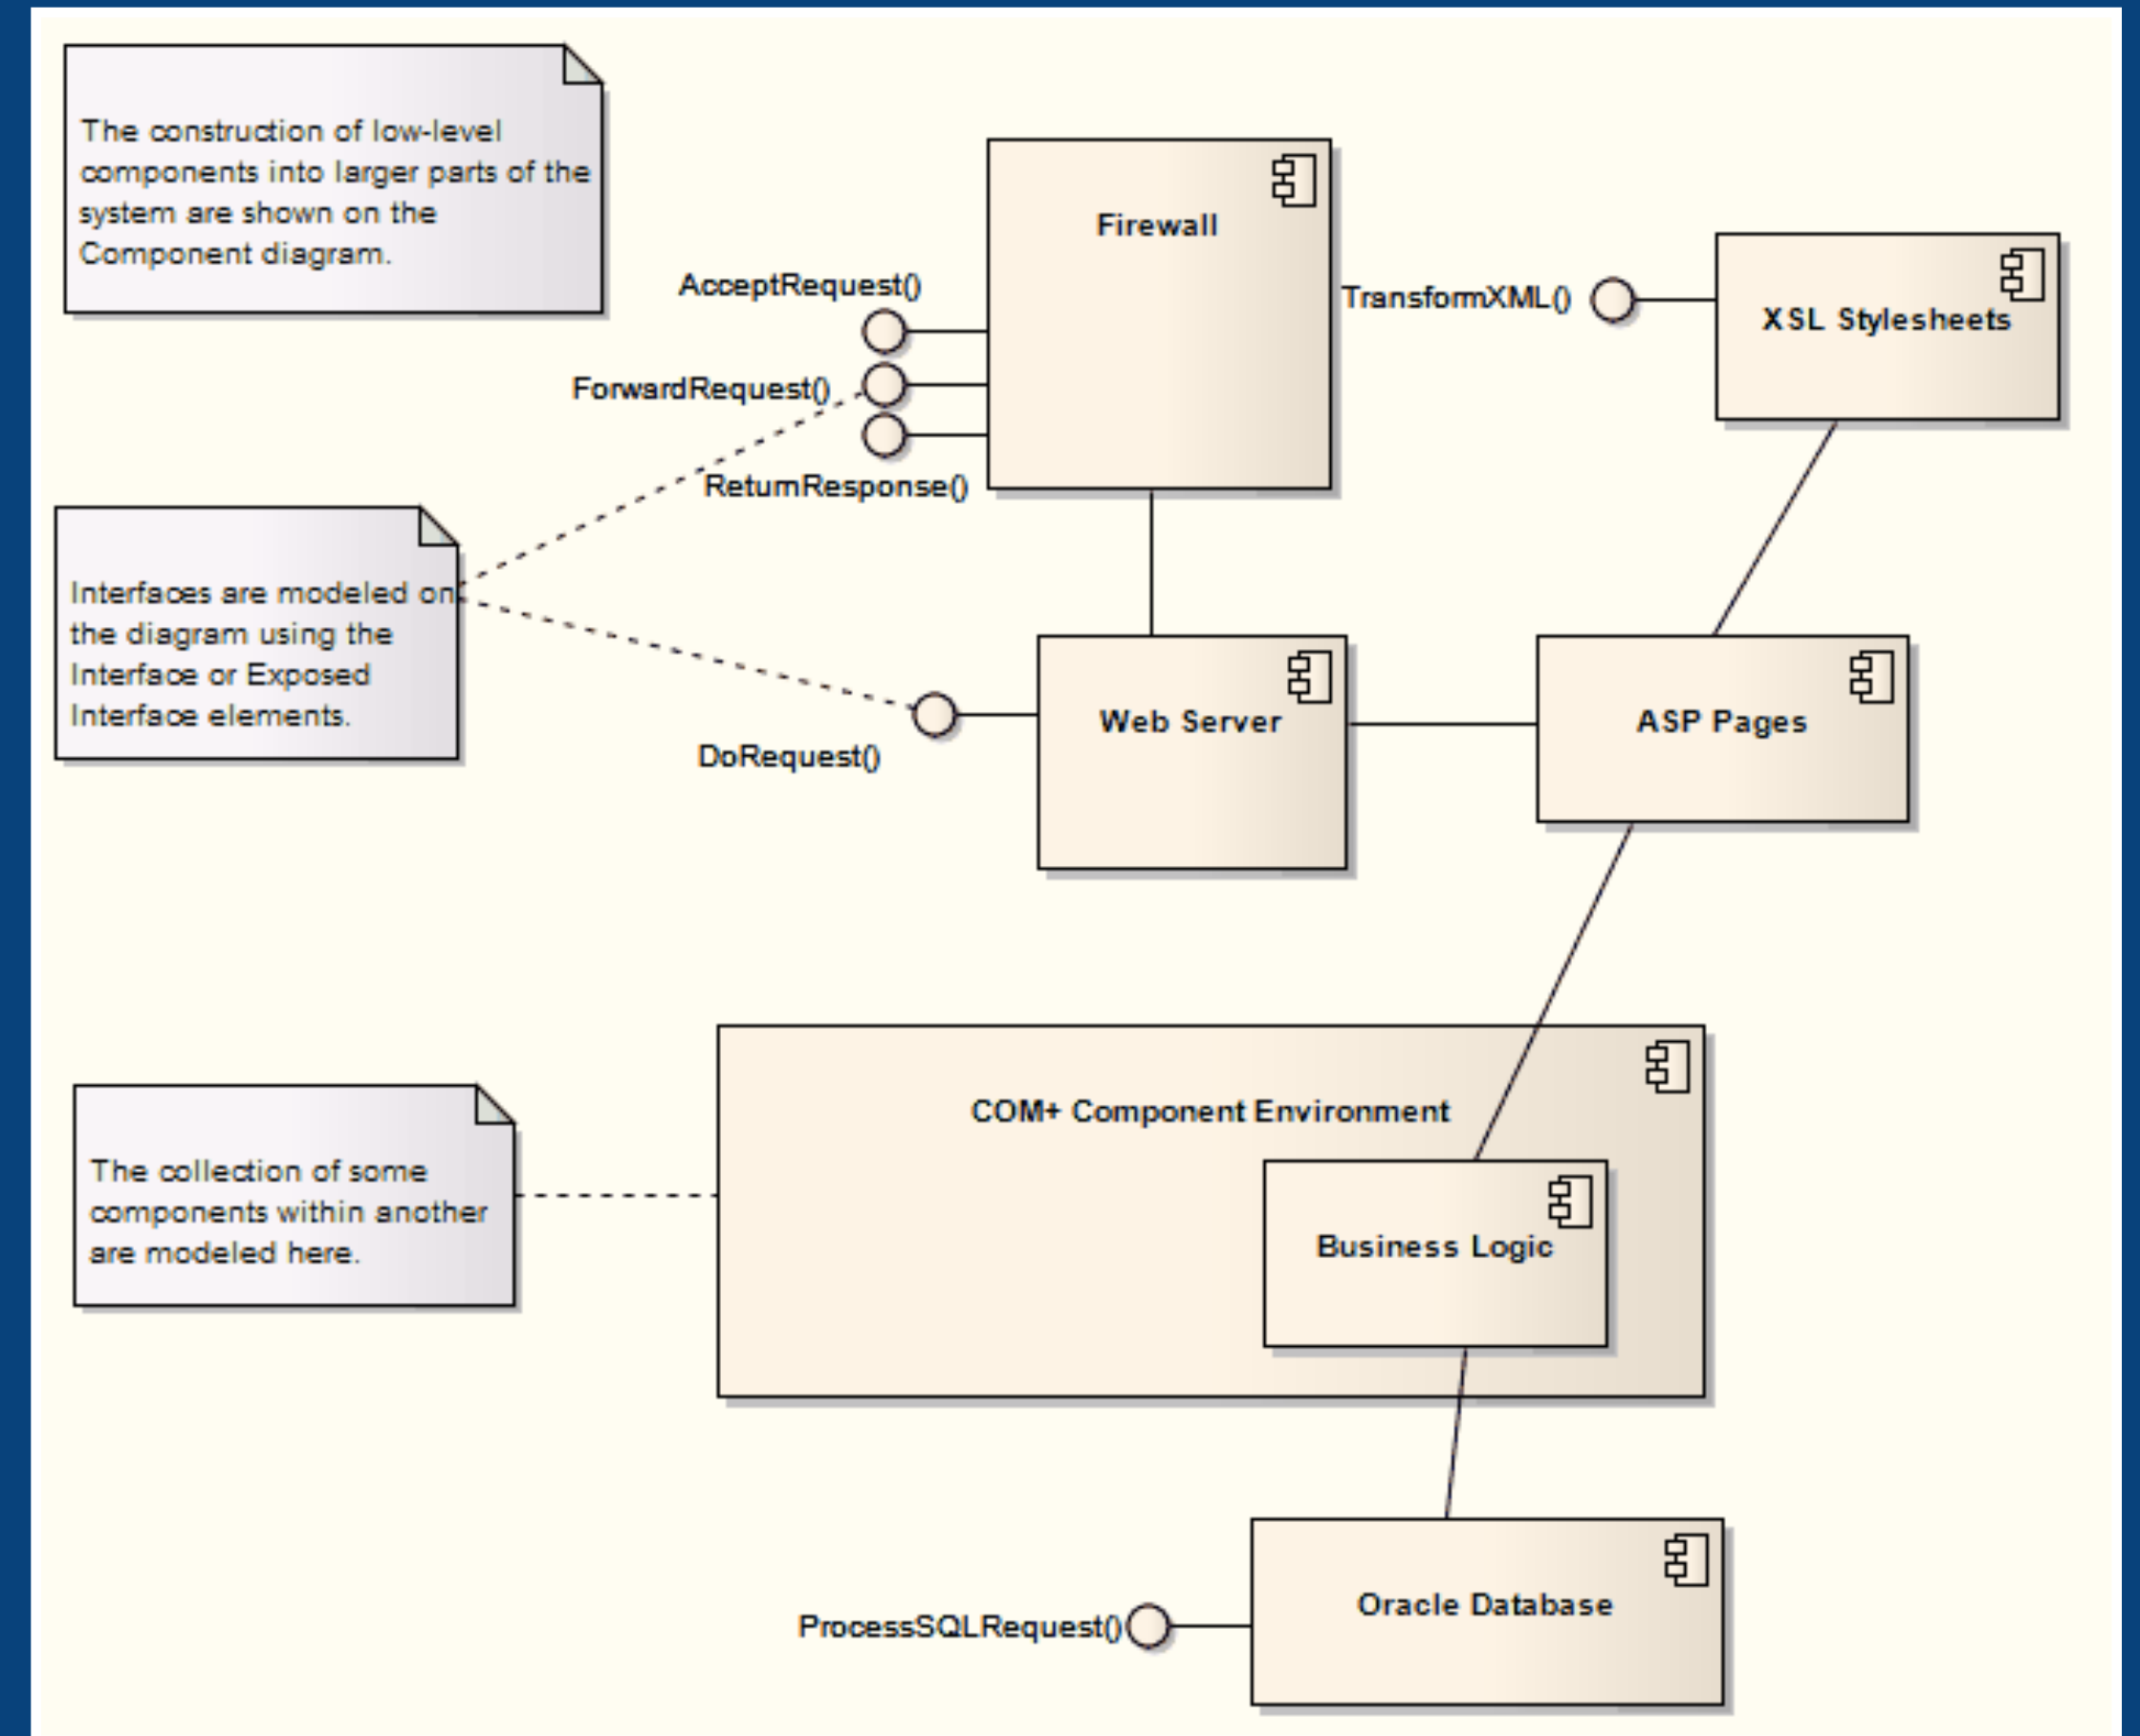 The construction of low-level
components into larger parts of the
system are shown on the
Component diagram.
Firewall
AcceptRequest()
TransformXML()
XSL Stylesheets
ForwardRequest()
ReturnResponse()
Interfaces are modeled on
the diagram using the
Interface or Exposed
Interface elements.
Web Server
ASP Pages
DoRequest()
COM+ Component Environment
The collection of some
components within another
are modeled here.
Business Logic
Oracle Database
ProcessSQLRequest()